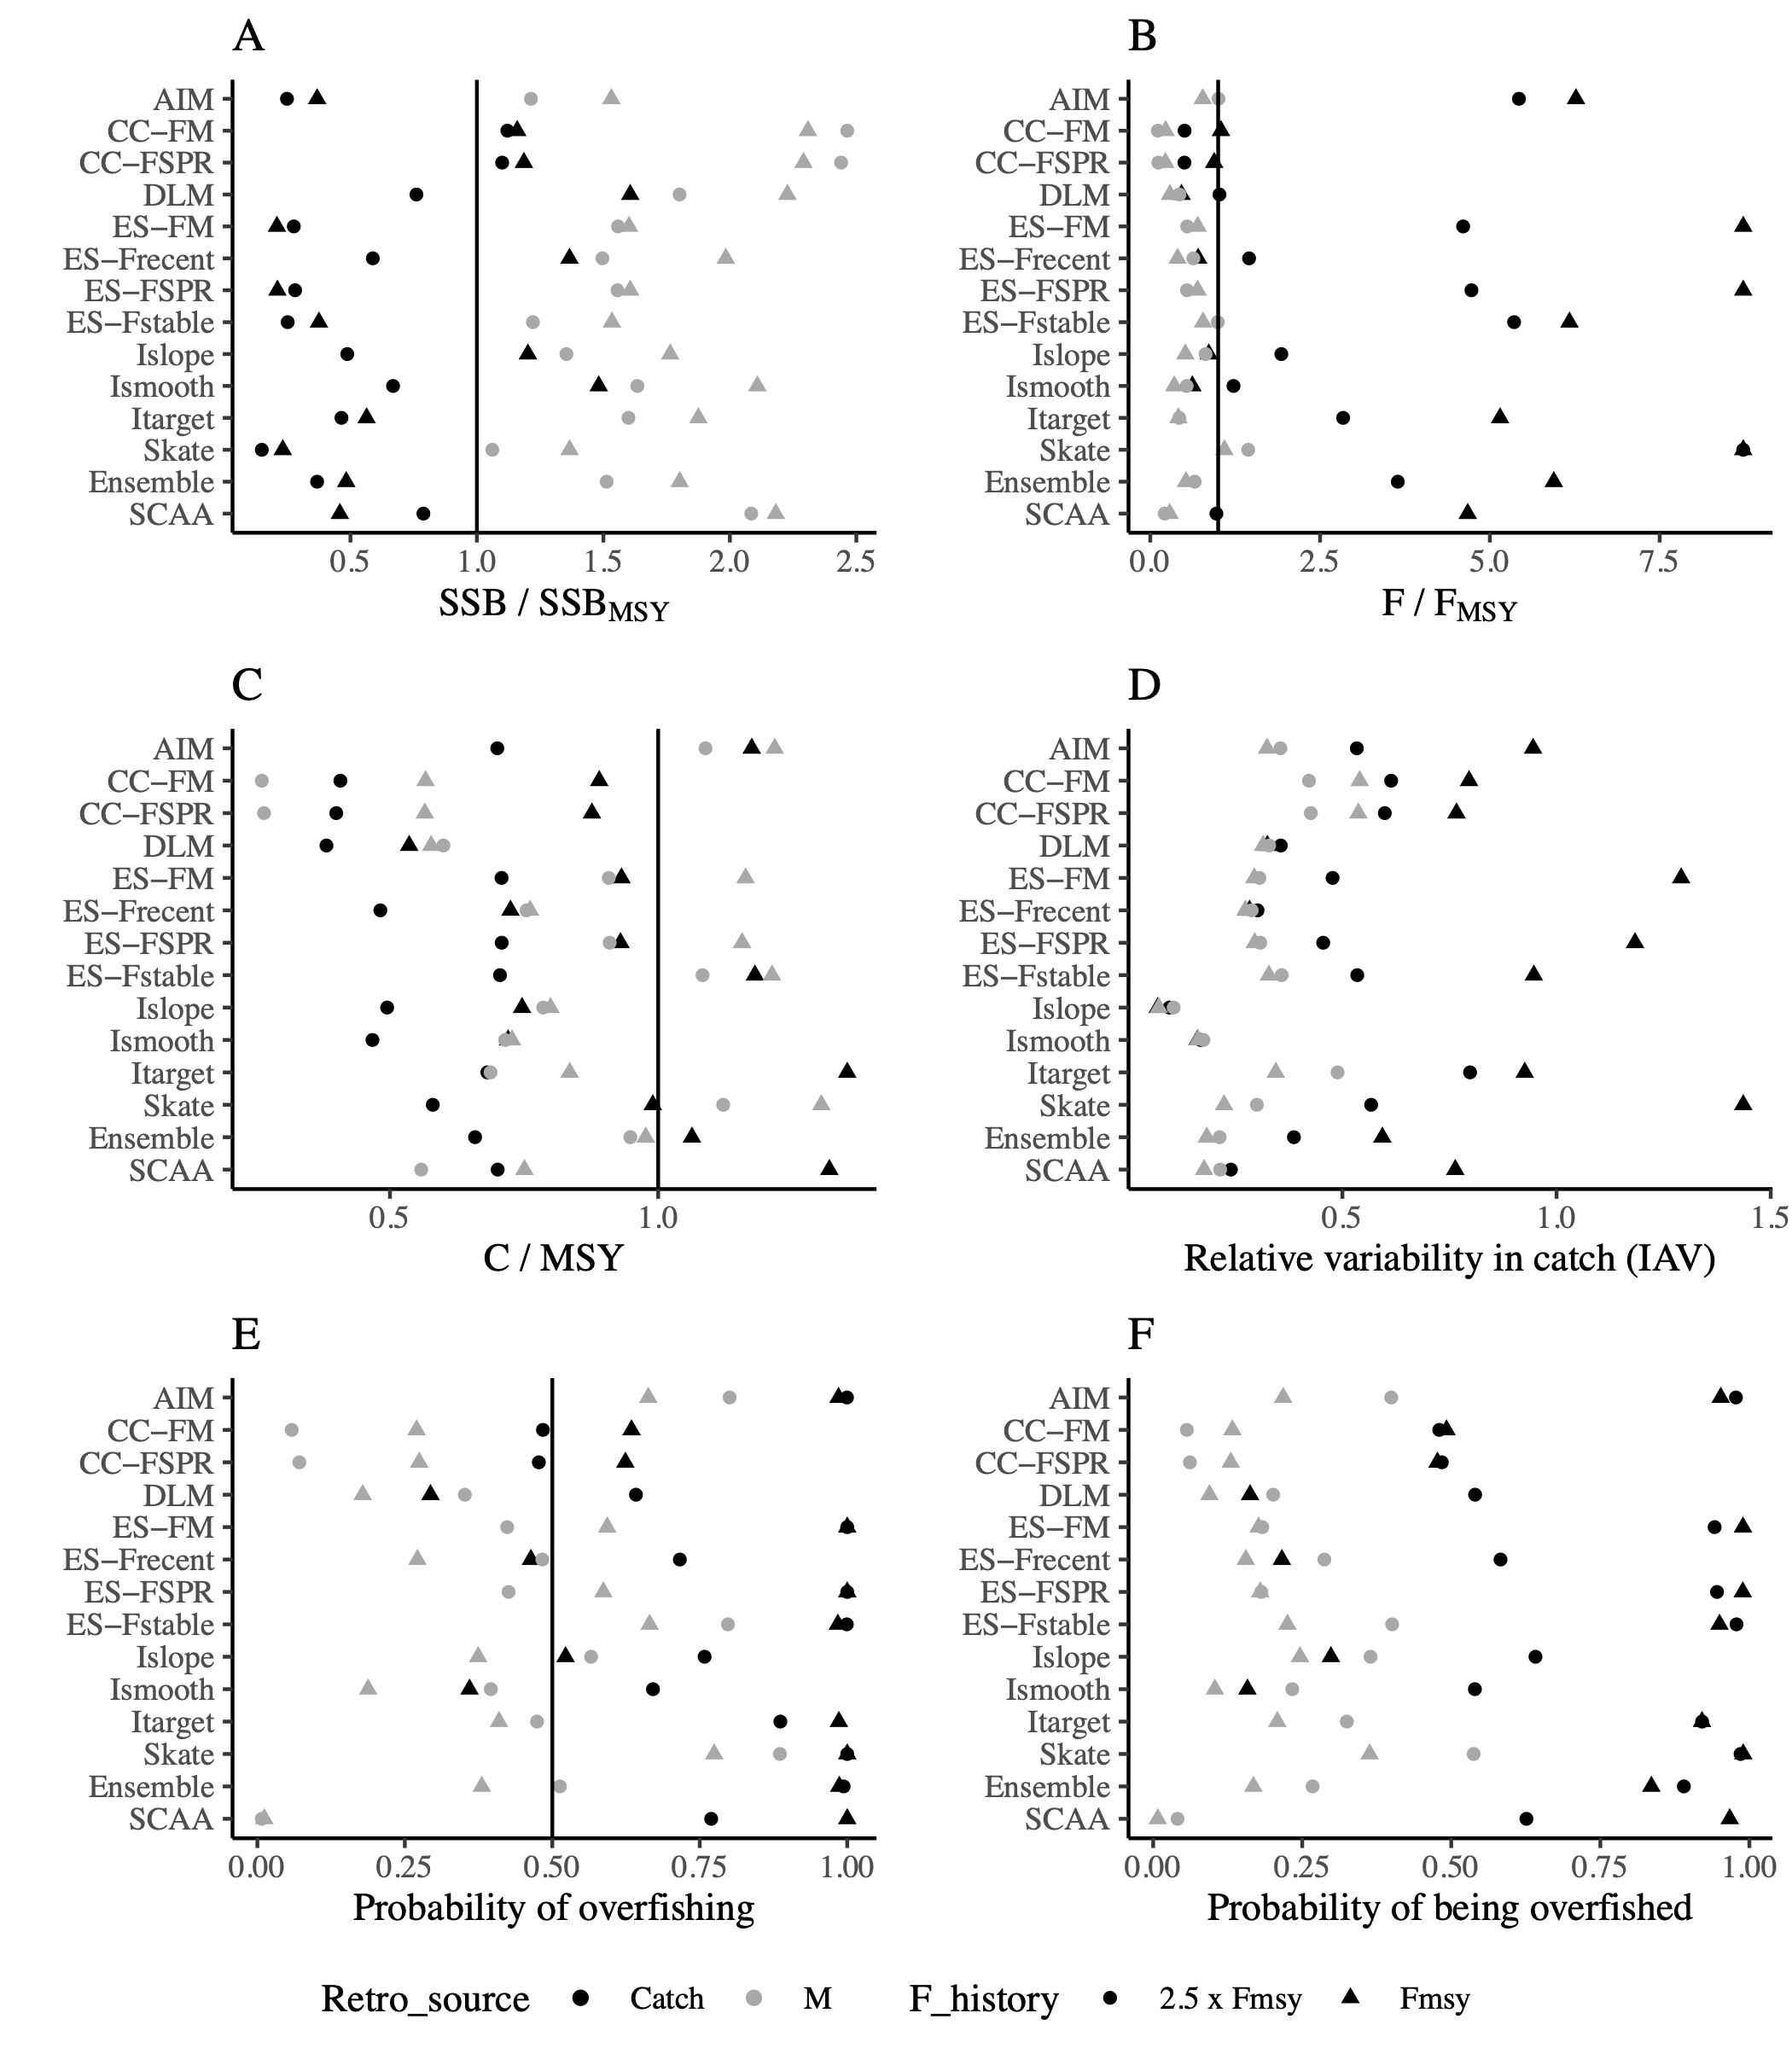 A
AIM
CC−FM
CC−FSPR
DLM
ES−FM
ES−Frecent
ES−FSPR
ES−Fstable
Islope
Ismooth
Itarget
Skate
Ensemble
SCAA
0.5 1.0 1.5 2.0 2.5
SSB / SSBMSY
B
AIM
CC−FM
CC−FSPR
DLM
ES−FM
ES−Frecent
ES−FSPR
ES−Fstable
Islope
Ismooth
Itarget
Skate
Ensemble
SCAA
0.0 2.5 5.0 7.5
F / FMSY
C
AIM
CC−FM
CC−FSPR
DLM
ES−FM
ES−Frecent
ES−FSPR
ES−Fstable
Islope
Ismooth
Itarget
Skate
Ensemble
SCAA
0.5 1.0
C / MSY
D
AIM
CC−FM
CC−FSPR
DLM
ES−FM
ES−Frecent
ES−FSPR
ES−Fstable
Islope
Ismooth
Itarget
Skate
Ensemble
SCAA
0.5 1.0 1.5
Relative variability in catch (IAV)
E
AIM
CC−FM
CC−FSPR
DLM
ES−FM
ES−Frecent
ES−FSPR
ES−Fstable
Islope
Ismooth
Itarget
Skate
Ensemble
SCAA
0.00 0.25 0.50 0.75 1.00
Probability of overfishing
F
AIM
CC−FM
CC−FSPR
DLM
ES−FM
ES−Frecent
ES−FSPR
ES−Fstable
Islope
Ismooth
Itarget
Skate
Ensemble
SCAA
0.00 0.25 0.50 0.75 1.00
Probability of being overfished
Retro_source Catch M F_history 2.5 x Fmsy Fmsy